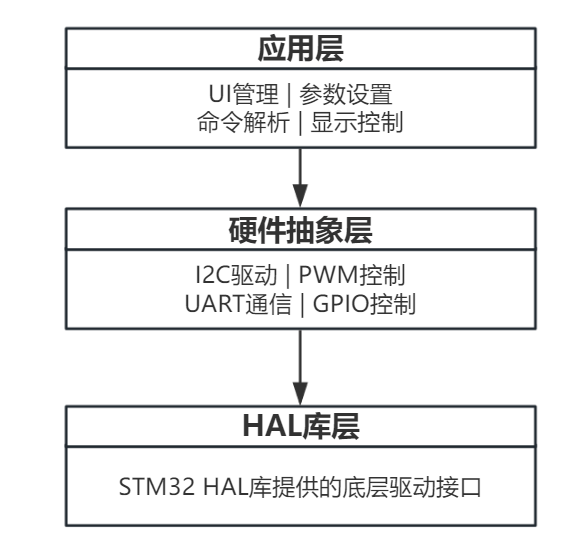 应用层
UI管理 | 参数设置
命令解析 | 显示控制
硬件抽象层
I2C驱动 | PWM控制
UART通信 | GPIO控制
HAL库层
STM32 HAL库提供的底层驱动接口